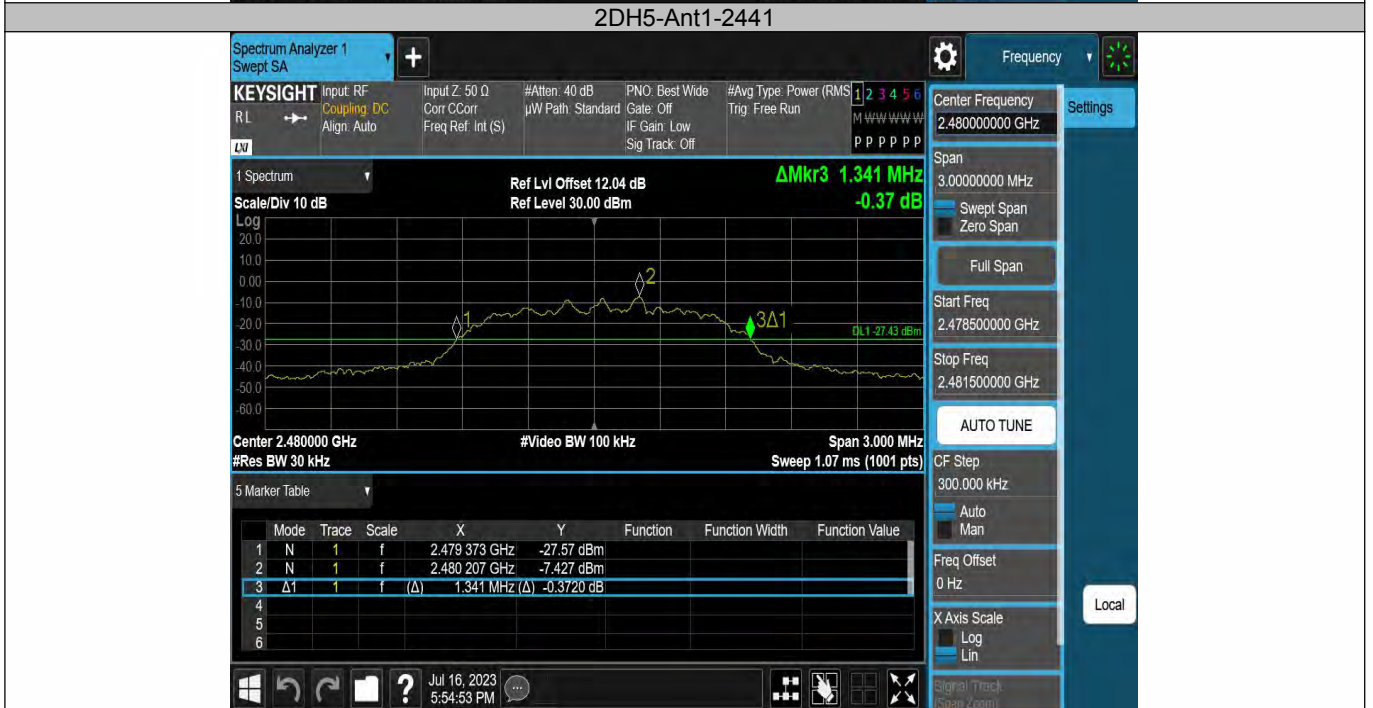 2DH5-Ant1-2441
Spectrum Analyzer 1
Swept SA
+
Frequency
KEYSIGHT
RL
LXI
Input: RF
Coupling: DC
Align: Auto
Input Z: 50 Ω
Corr CCorr
Freq Ref: Int (S)
#Atten: 40 dB
µW Path: Standard
PNO: Best Wide
Gate: Off
IF Gain: Low
Sig Track: Off
#Avg Type: Power (RMS
Trig: Free Run
1 2 3 4 5 6
M W W W W W
P P P P P P
1 Spectrum
Scale/Div 10 dB
Ref Lvl Offset 12.04 dB
Ref Level 30.00 dBm
ΔMkr3 1.341 MHz
-0.37 dB
Log
20.0
10.0
0.00
-10.0
-20.0
-30.0
-40.0
-50.0
-60.0
1
2
3Δ1
DL1 -27.43 dBm
Center 2.480000 GHz
#Video BW 100 kHz
Span 3.000 MHz
#Res BW 30 kHz
Sweep 1.07 ms (1001 pts)
5 Marker Table
Mode Trace Scale X Y Function Function Width Function Value
1 N 1 f 2.479 373 GHz -27.57 dBm
2 N 1 f 2.480 207 GHz -7.427 dBm
3 Δ1 1 f (Δ) 1.341 MHz (Δ) -0.3720 dB
4
5
6
Jul 16, 2023
5:54:53 PM
?
Center Frequency
2.480000000 GHz
Settings
Span
3.00000000 MHz
Swept Span
Zero Span
Full Span
Start Freq
2.478500000 GHz
Stop Freq
2.481500000 GHz
AUTO TUNE
CF Step
300.000 kHz
Auto
Man
Freq Offset
0 Hz
X Axis Scale
Log
Lin
Local
Signal Track
(Span Zoom)